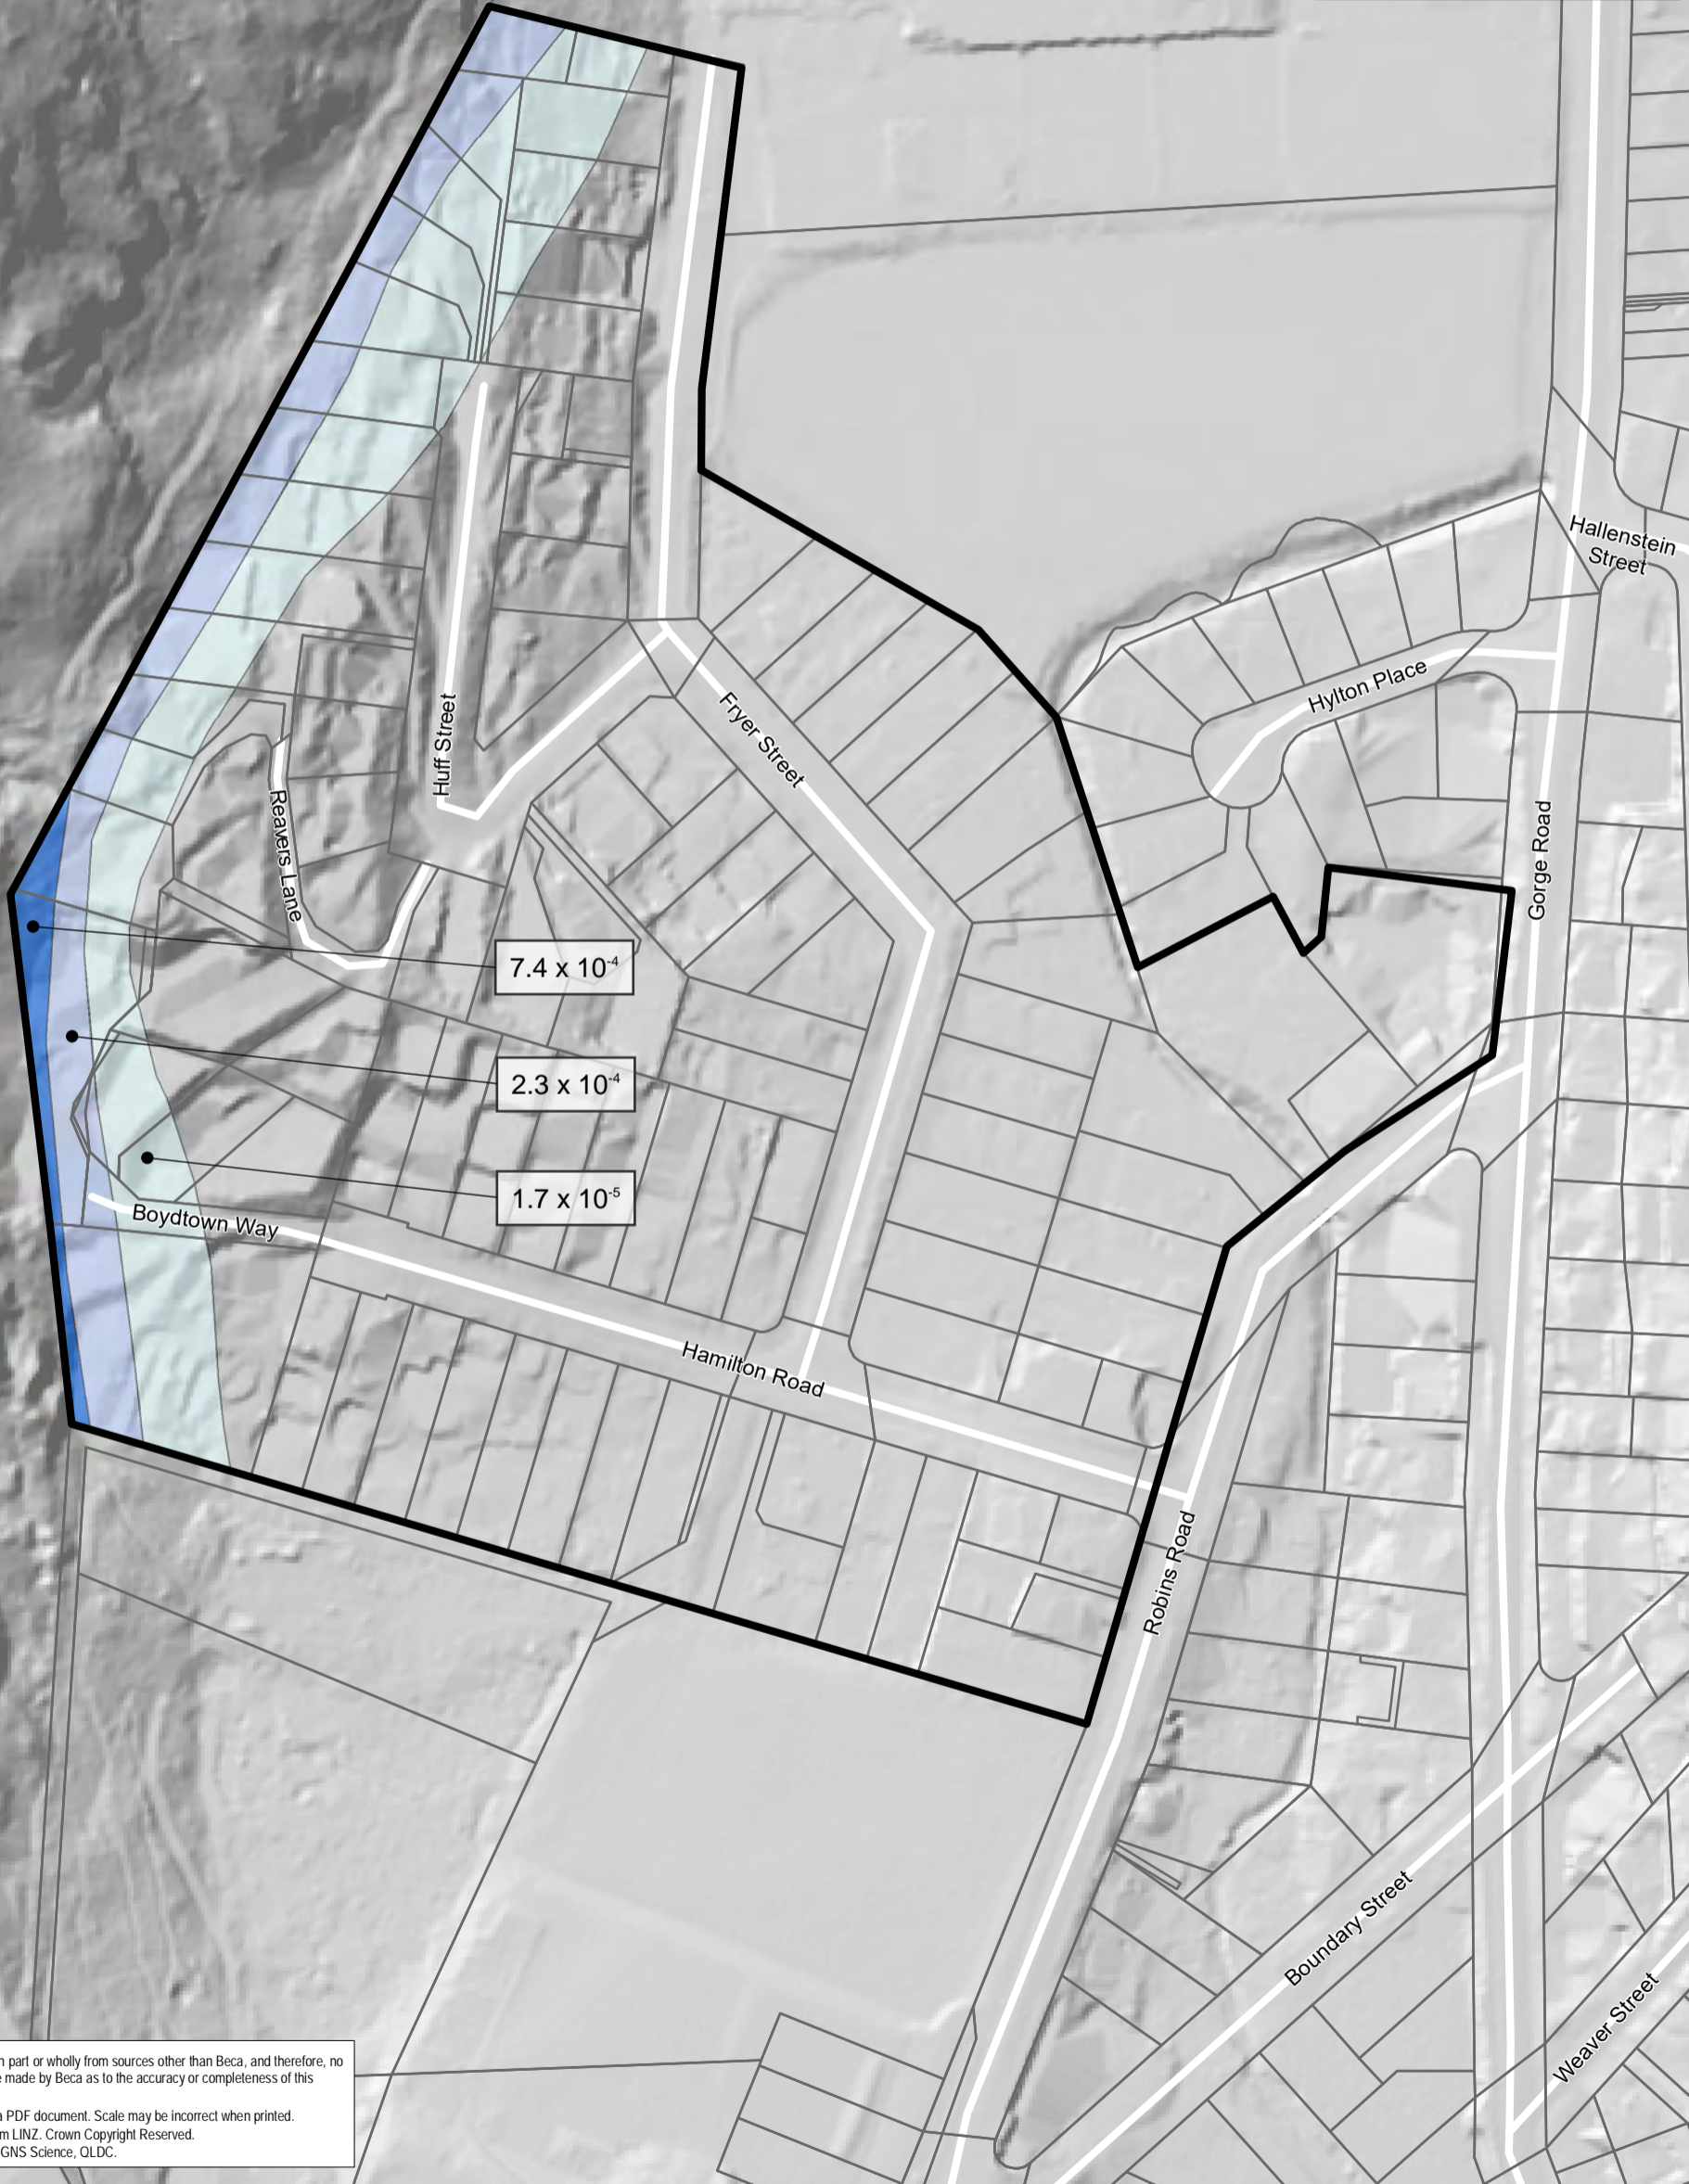 Hallenstein
Street
Hylton Place
Fryer Street
Huff Street
Reavers Lane
Gorge Road
7.4 x 10-4
2.3 x 10-4
1.7 x 10-5
Boydtown Way
Hamilton Road
Robins Road
Boundary Street
Weaver Street
part or wholly from sources other than Beca, and therefore, no
made by Beca as to the accuracy or completeness of this
PDF document. Scale may be incorrect when printed.
LINZ. Crown Copyright Reserved.
GNS Science, QLDC.